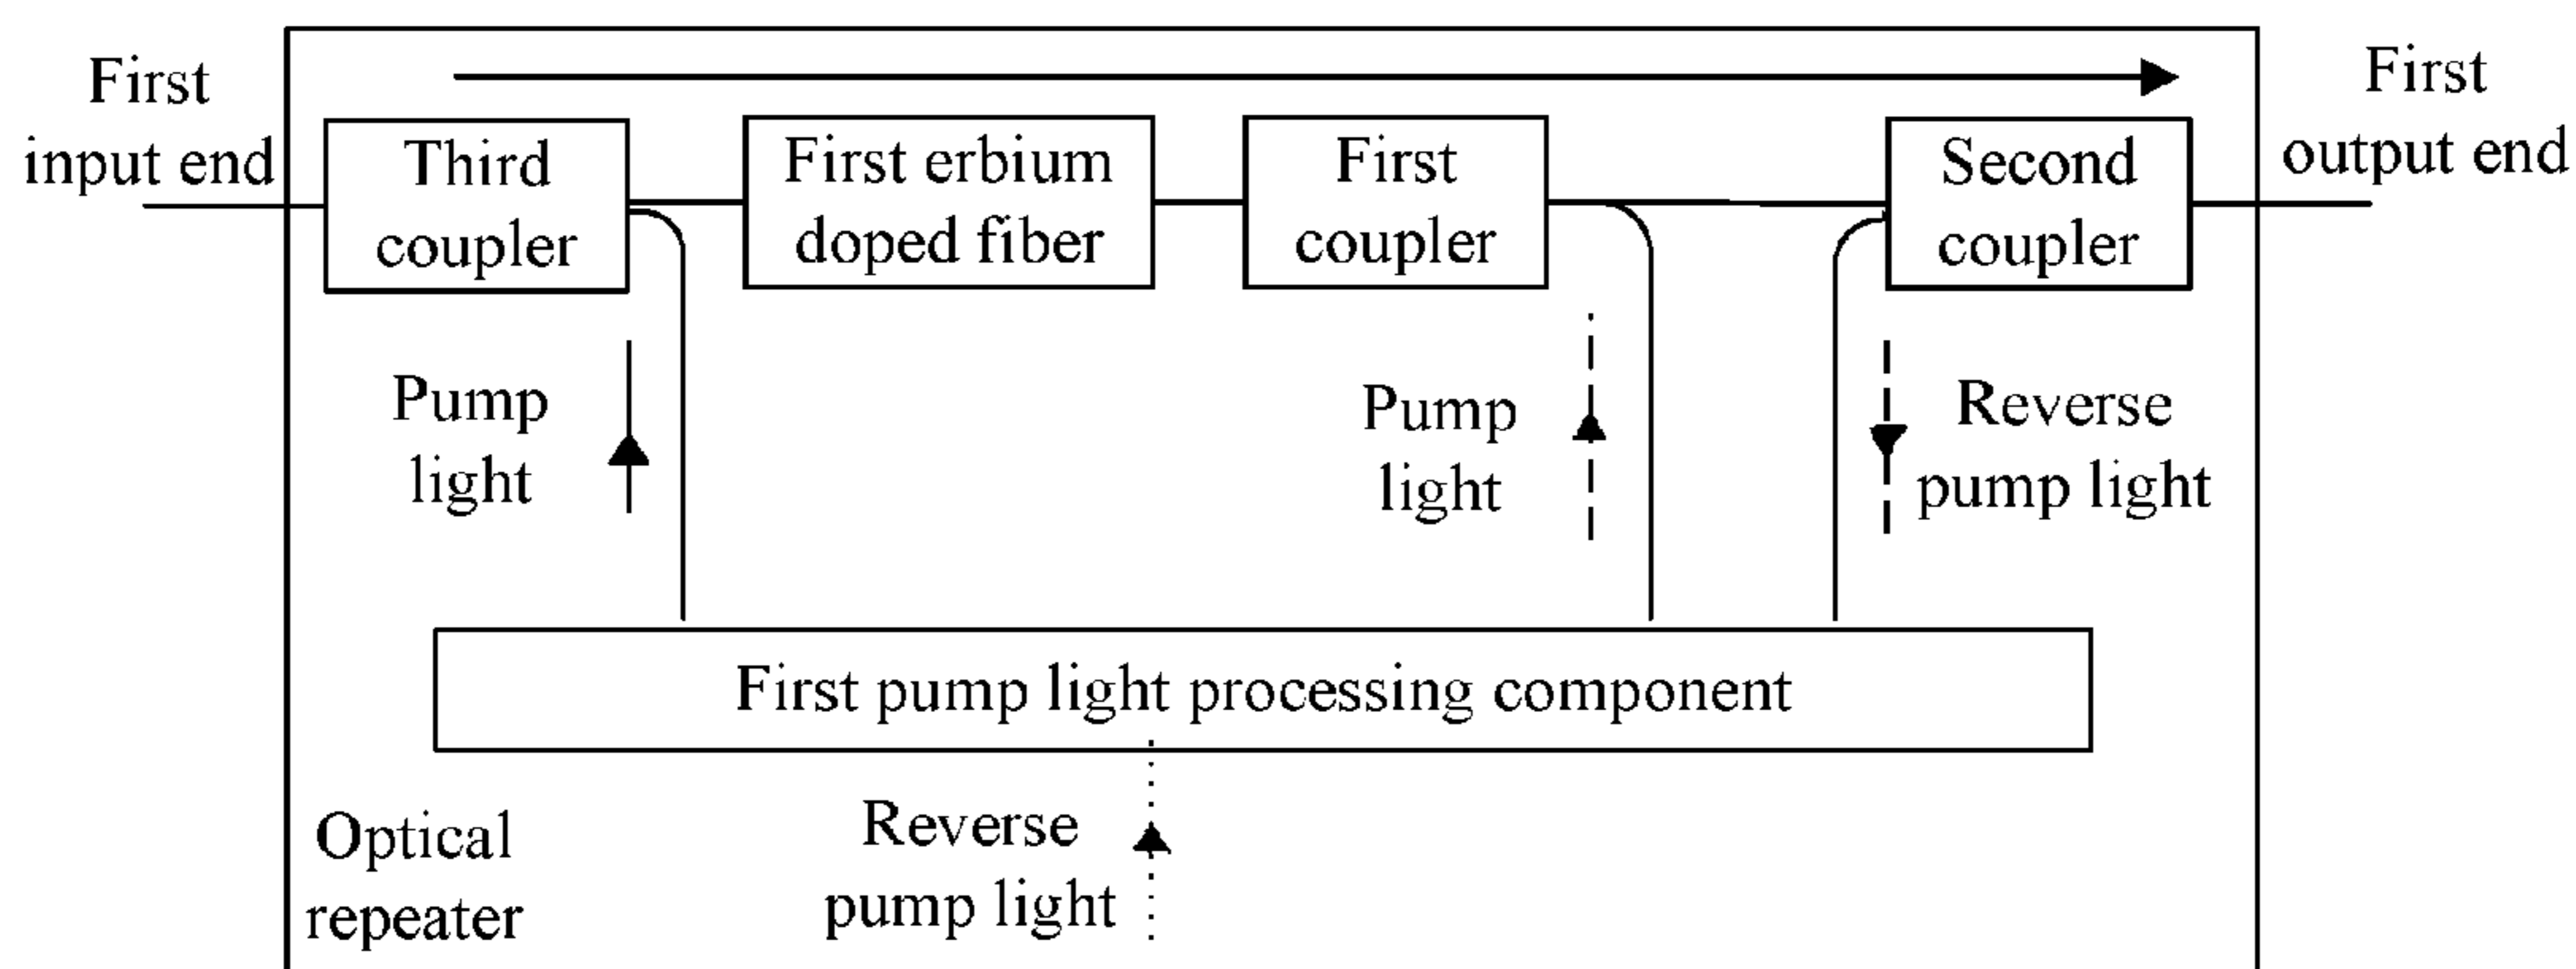 First
input end
First
output end
Third
coupler
First erbium
doped fiber
First
coupler
Second
coupler
Pump
light
Pump
light
Reverse
pump light
First pump light processing component
Optical
repeater
Reverse
pump light